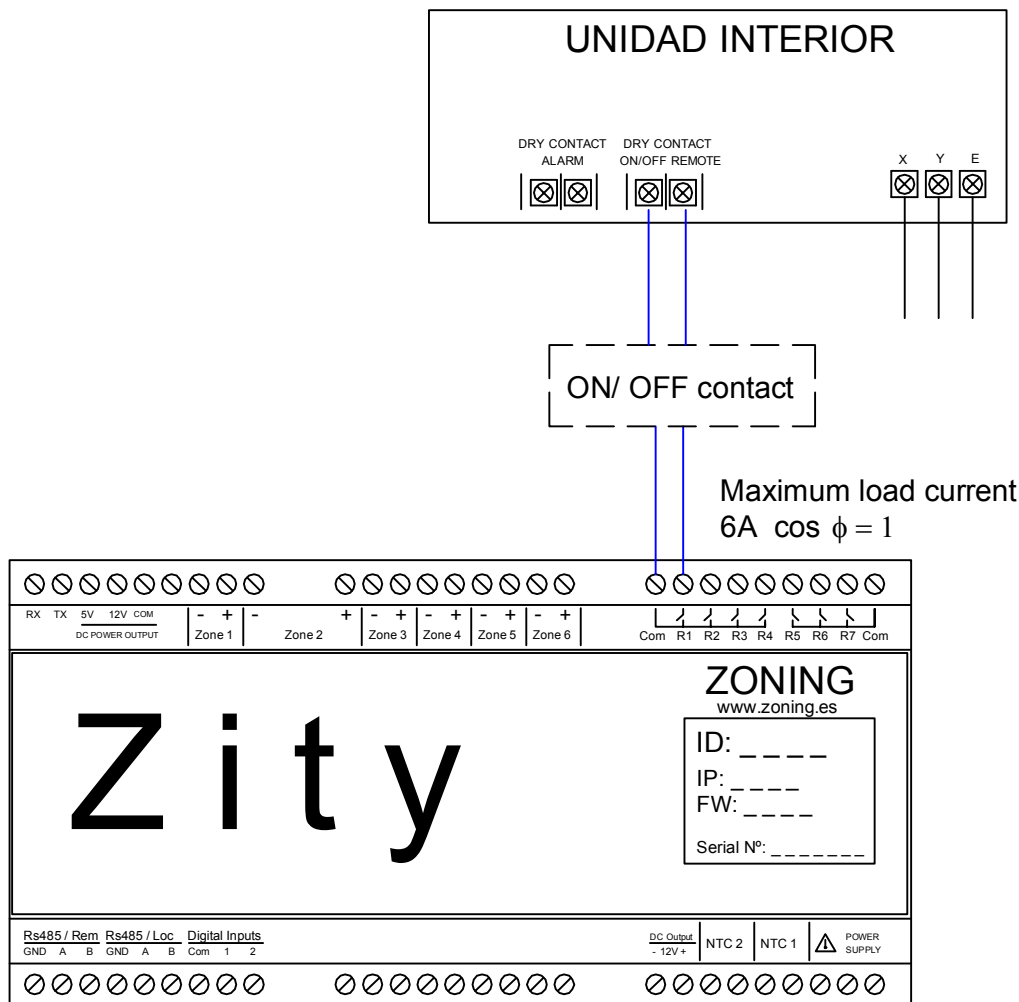 UNIDAD INTERIOR
DRY CONTACT
ALARM
DRY CONTACT
ON/OFF REMOTE
X Y E
ON/ OFF contact
Maximum load current
6A cos ϕ = 1
RX TX 5V 12V COM
DC POWER OUTPUT
- +
Zone 1
- +
Zone 2
- +
Zone 3
- +
Zone 4
- +
Zone 5
- +
Zone 6
Com R1 R2 R3 R4 R5 R6 R7 Com
Zity
ZONING
www.zoning.es
ID: _ _ _ _
IP: _ _ _ _
FW: _ _ _ _
Serial Nº: _ _ _ _ _ _ _
Rs485 / Rem Rs485 / Loc Digital Inputs
GND A B GND A B Com 1 2
DC Output
- 12V +
NTC 2
NTC 1
POWER
SUPPLY